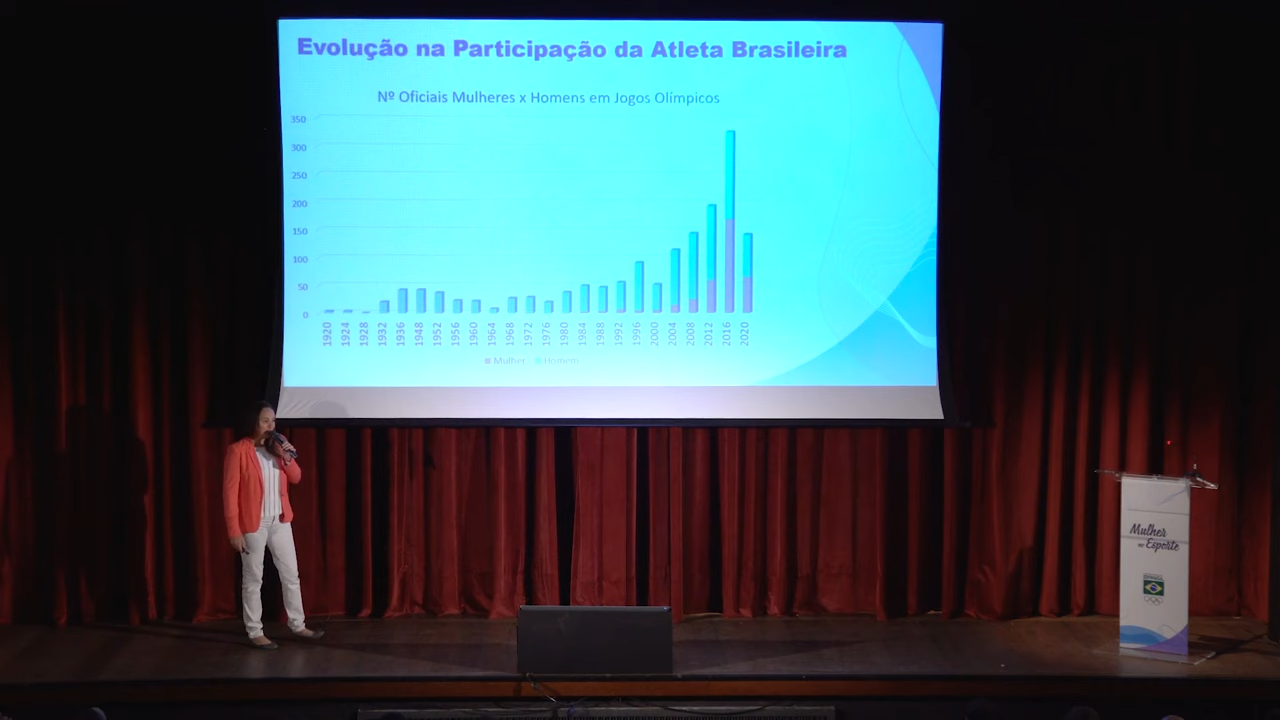 Evolução na Participação da Atleta Brasileira
Nº Oficiais Mulheres x Homens em Jogos Olímpicos
350
300
250
200
150
100
50
0
1920 1924 1928 1932 1936 1948 1952 1956 1960 1964 1968 1972 1976 1980 1984 1988 1992 1996 2000 2004 2008 2012 2016 2020
Mulher Homem
Mulher
no Esporte